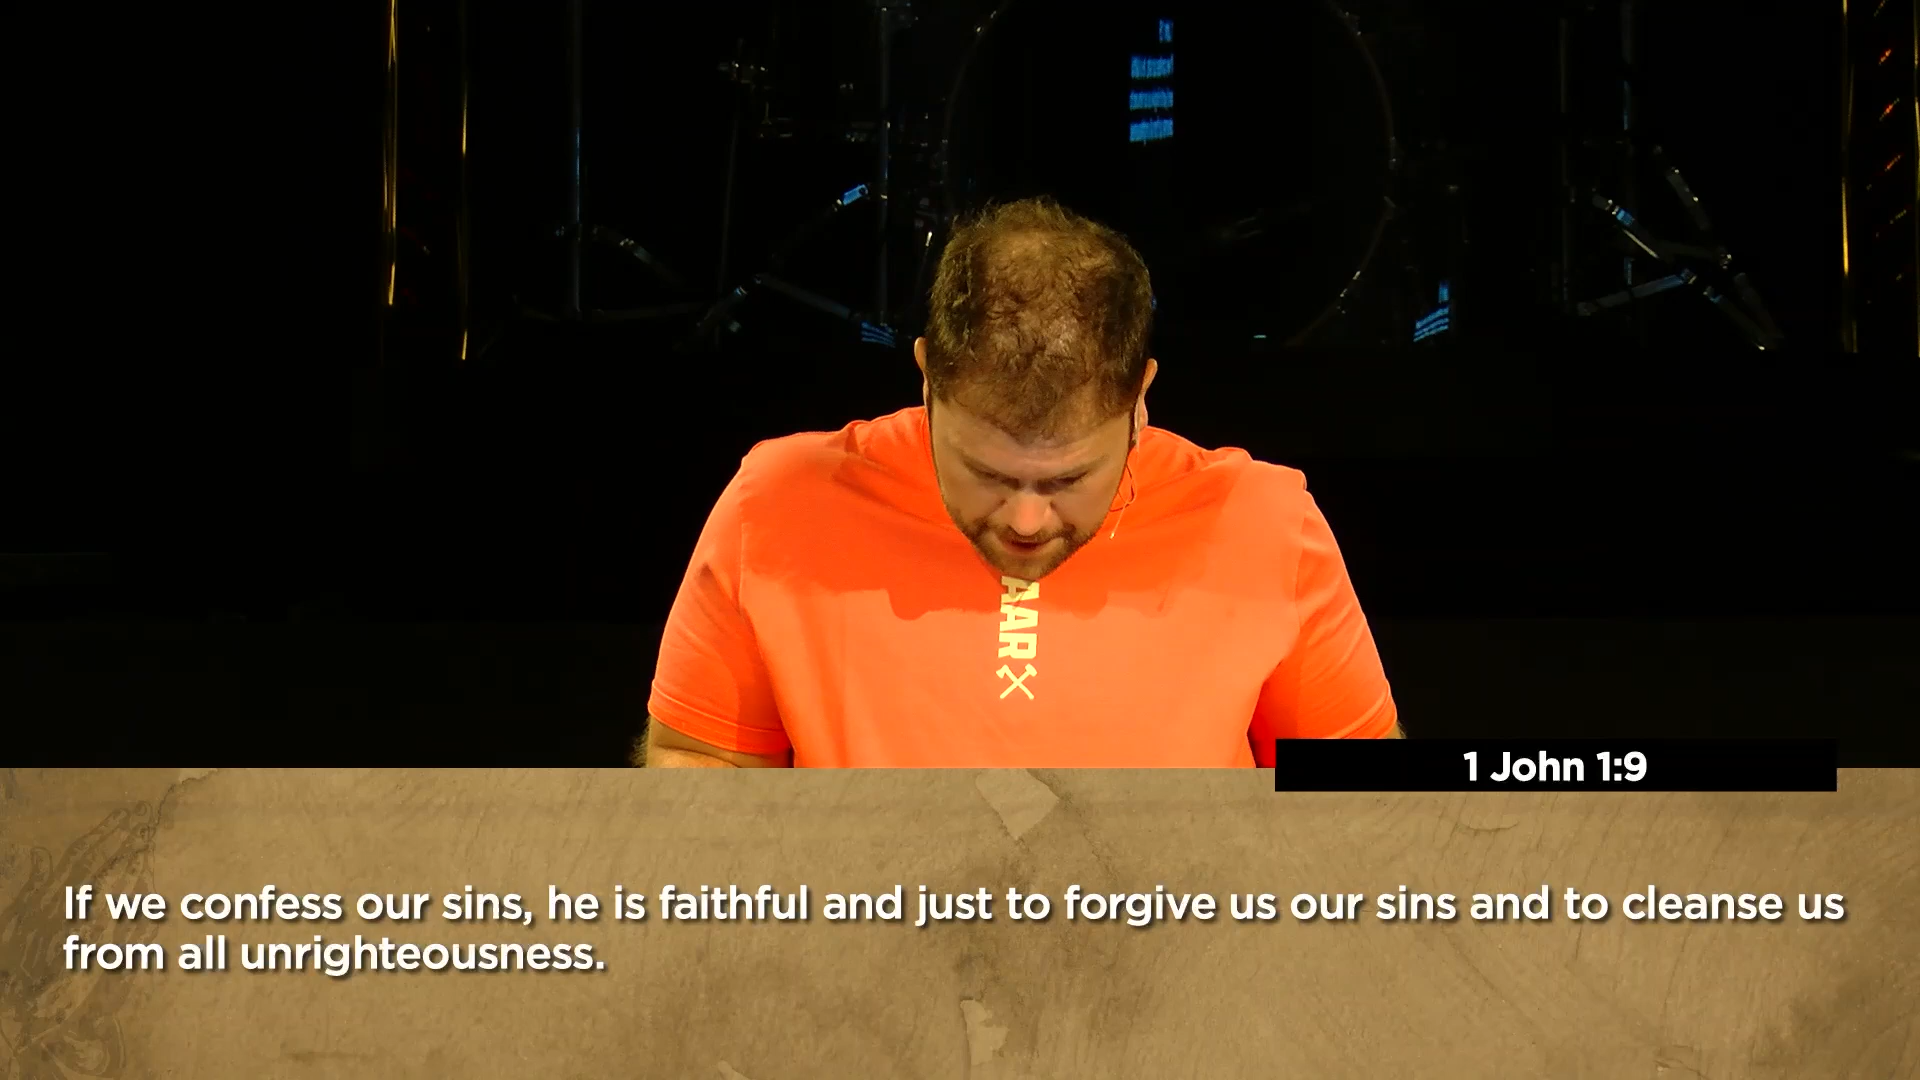 AAR
1 John 1:9
If we confess our sins, he is faithful and just to forgive us our sins and to cleanse us
from all unrighteousness.